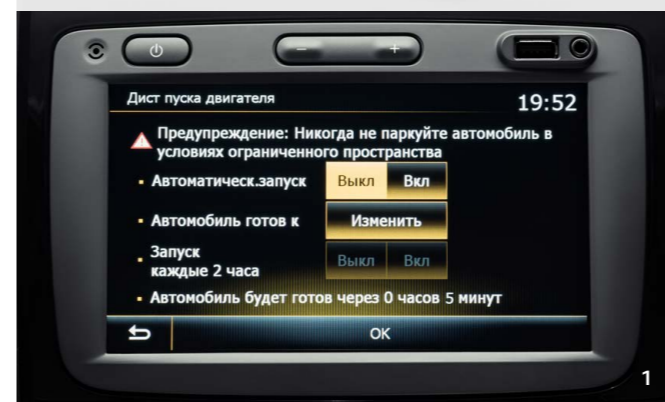 − +
Дист пуска двигателя 19:52
Предупреждение: Никогда не паркуйте автомобиль в
условиях ограниченного пространства
▪ Автоматическ.запуск Выкл Вкл
▪ Автомобиль готов к Изменить
▪ Запуск
каждые 2 часа Выкл Вкл
▪ Автомобиль будет готов через 0 часов 5 минут
OK
1